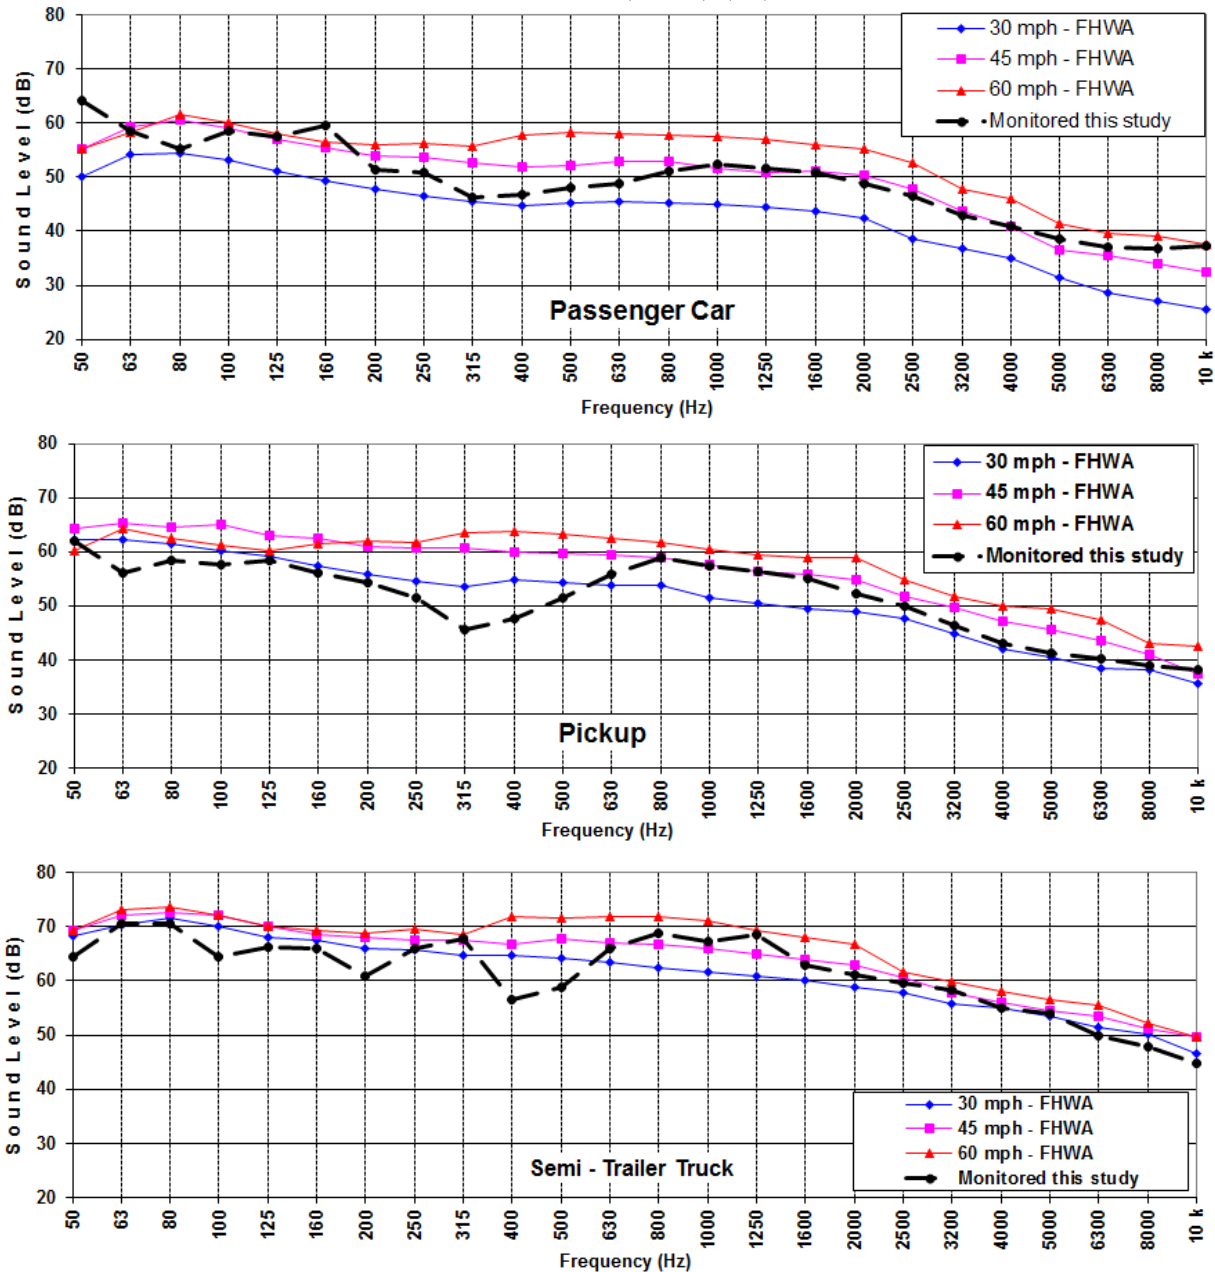 80
70
60
50
40
30
20
Sound Level (dB)
30 mph - FHWA
45 mph - FHWA
60 mph - FHWA
Monitored this study
Passenger Car
50 63 80 100 125 160 200 250 315 400 500 630 800 1000 1250 1600 2000 2500 3200 4000 5000 6300 8000 10 k
Frequency (Hz)
80
70
60
50
40
30
20
Sound Level (dB)
30 mph - FHWA
45 mph - FHWA
60 mph - FHWA
Monitored this study
Pickup
50 63 80 100 125 160 200 250 315 400 500 630 800 1000 1250 1600 2000 2500 3200 4000 5000 6300 8000 10 k
Frequency (Hz)
80
70
60
50
40
30
20
Sound Level (dB)
30 mph - FHWA
45 mph - FHWA
60 mph - FHWA
Monitored this study
Semi - Trailer Truck
50 63 80 100 125 160 200 250 315 400 500 630 800 1000 1250 1600 2000 2500 3200 4000 5000 6300 8000 10 k
Frequency (Hz)